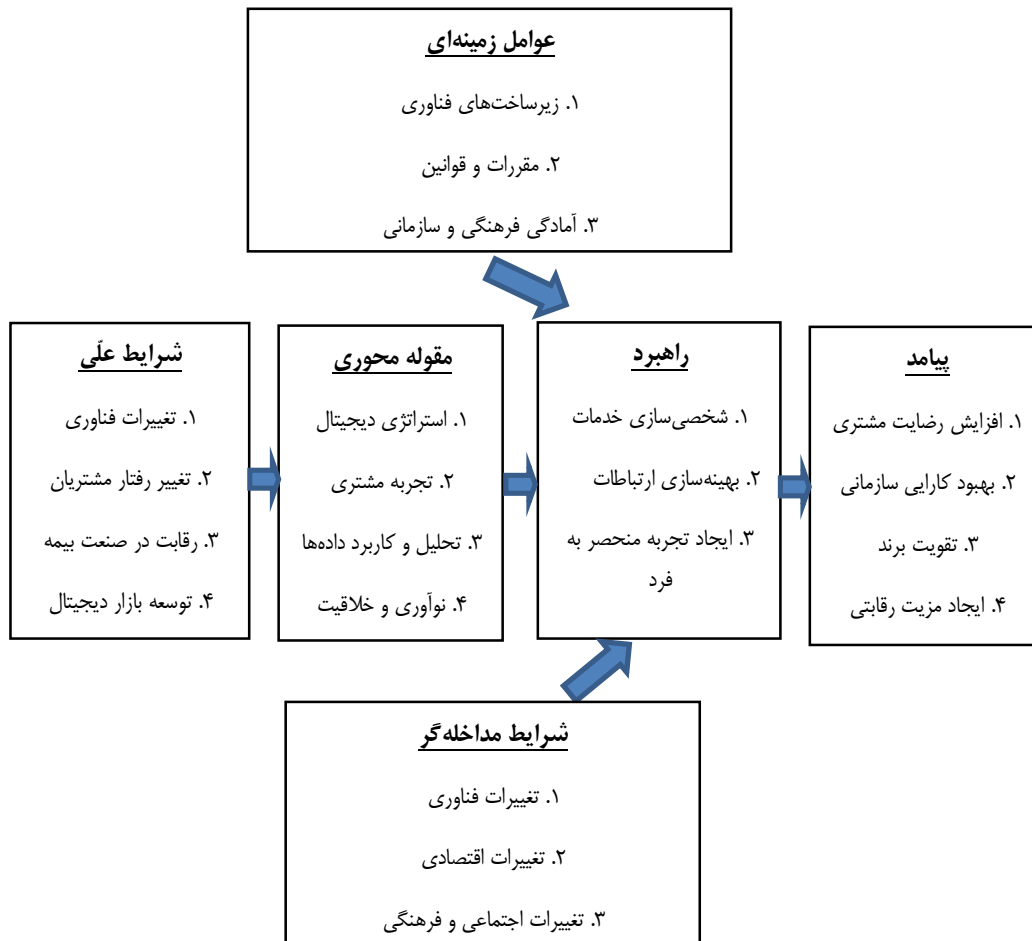 عوامل زمینه‌ای
۱. زیرساخت‌های فناوری
۲. مقررات و قوانین
۳. آمادگی فرهنگی و سازمانی
شرایط علّی
۱. تغییرات فناوری
۲. تغییر رفتار مشتریان
۳. رقابت در صنعت بیمه
۴. توسعه بازار دیجیتال
مقوله محوری
۱. استراتژی دیجیتال
۲. تجربه مشتری
۳. تحلیل و کاربرد داده‌ها
۴. نوآوری و خلاقیت
راهبرد
۱. شخصی‌سازی خدمات
۲. بهینه‌سازی ارتباطات
۳. ایجاد تجربه منحصر به
فرد
پیامد
۱. افزایش رضایت مشتری
۲. بهبود کارایی سازمانی
۳. تقویت برند
۴. ایجاد مزیت رقابتی
شرایط مداخله‌گر
۱. تغییرات فناوری
۲. تغییرات اقتصادی
۳. تغییرات اجتماعی و فرهنگی